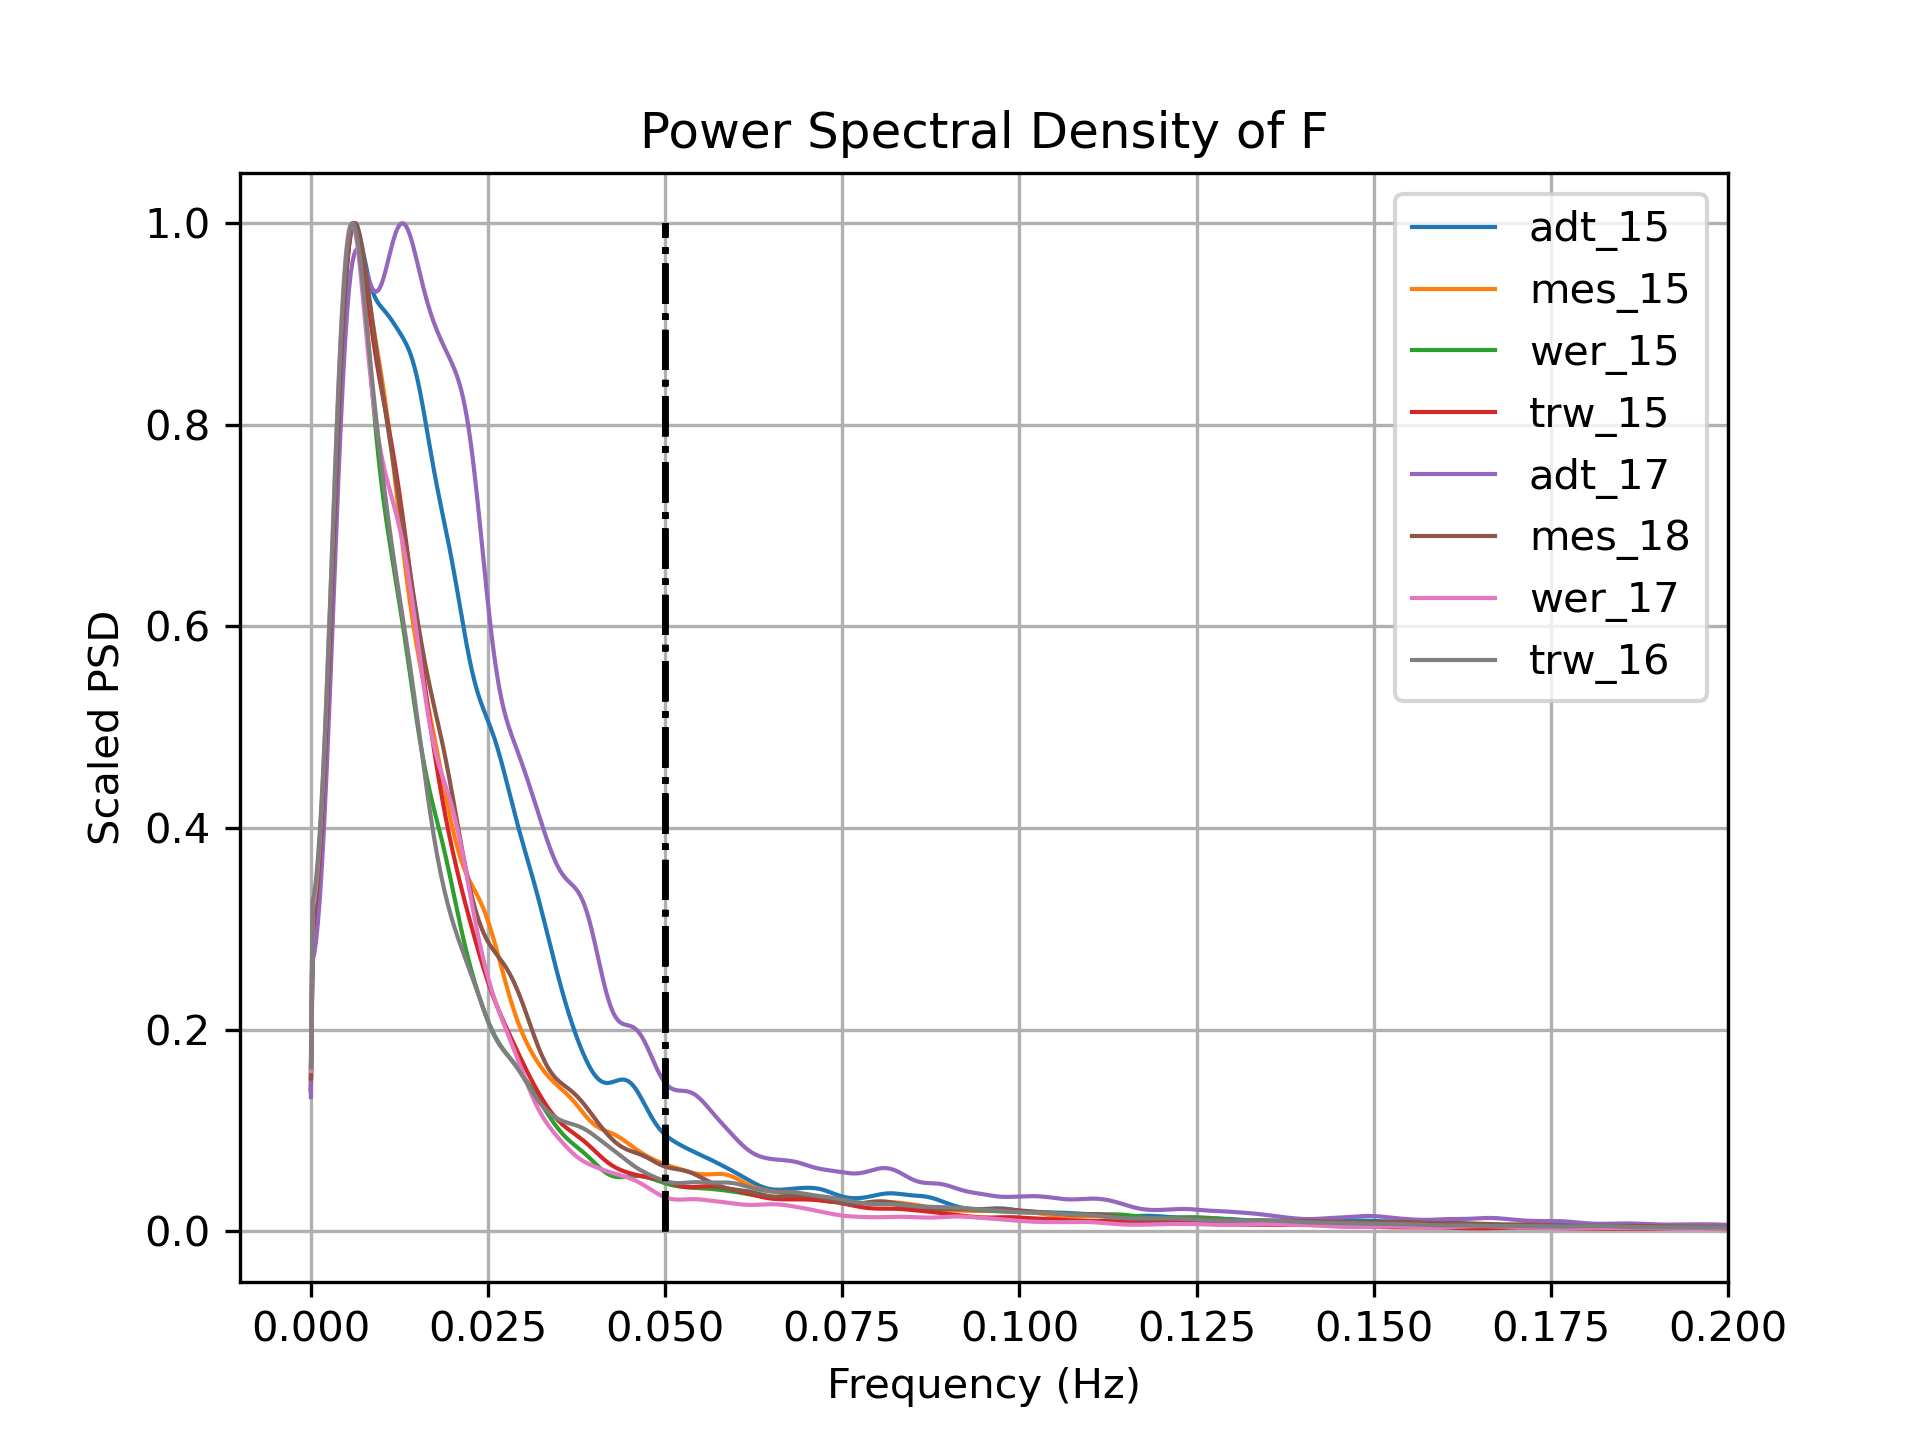 Power Spectral Density of F
1.0
0.8
0.6
0.4
0.2
0.0
Scaled PSD
adt_15
mes_15
wer_15
trw_15
adt_17
mes_18
wer_17
trw_16
0.000 0.025 0.050 0.075 0.100 0.125 0.150 0.175 0.200
Frequency (Hz)